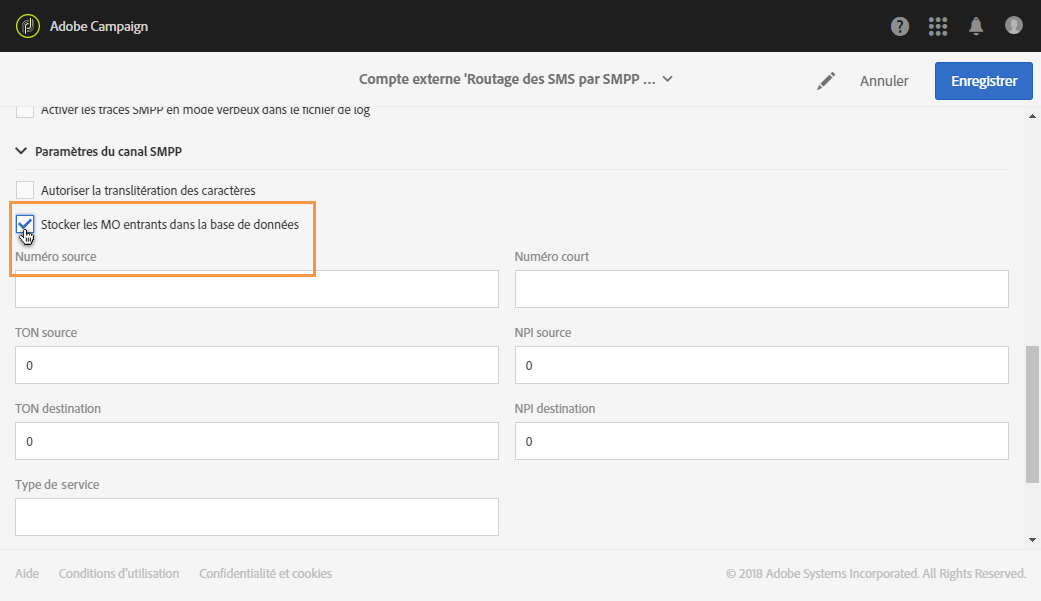 Adobe Campaign
Compte externe 'Routage des SMS par SMPP ...
Annuler
Enregistrer
Activer les traces SMPP en mode verbeux dans le fichier de log
Paramètres du canal SMPP
Autoriser la translitération des caractères
Stocker les MO entrants dans la base de données
Numéro source
Numéro court
TON source
NPI source
0
0
TON destination
NPI destination
0
0
Type de service
Aide Conditions d'utilisation Confidentialité et cookies
© 2018 Adobe Systems Incorporated. All Rights Reserved.